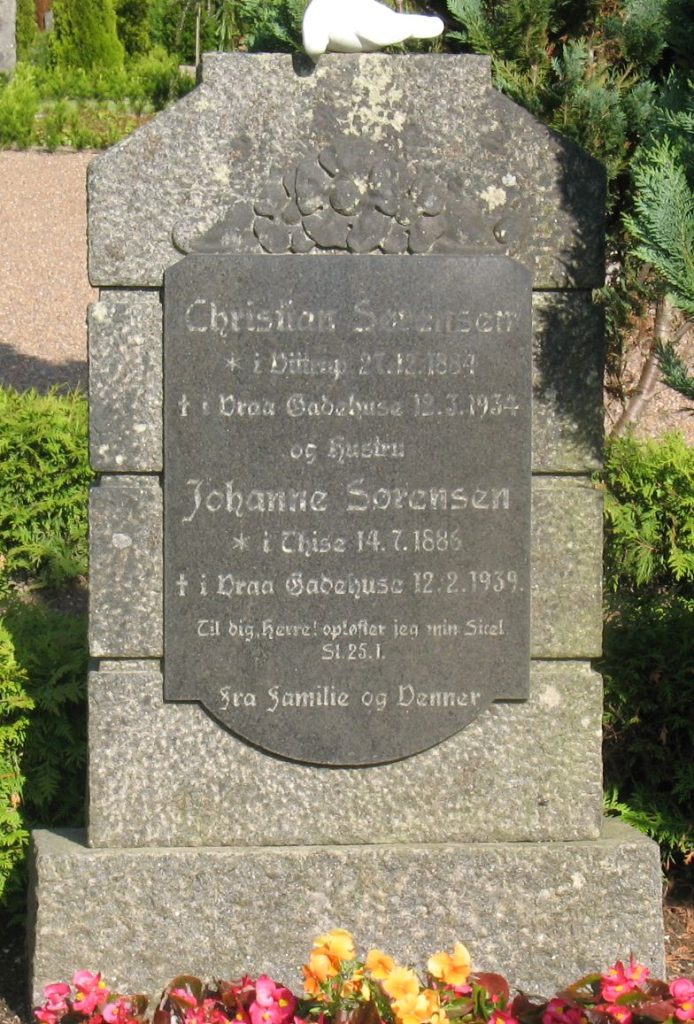 Christian Sørensen
* i Vittrup 27.12.1884
† i Vraa Gadehuse 12.3.1934
og Hustru
Johanne Sørensen
* i Thise 14.7.1886
† i Vraa Gadehuse 12.2.1939.
Til dig, Herre! opløfter jeg min Sjæl.
Sl. 25.1.
Fra Familie og Venner